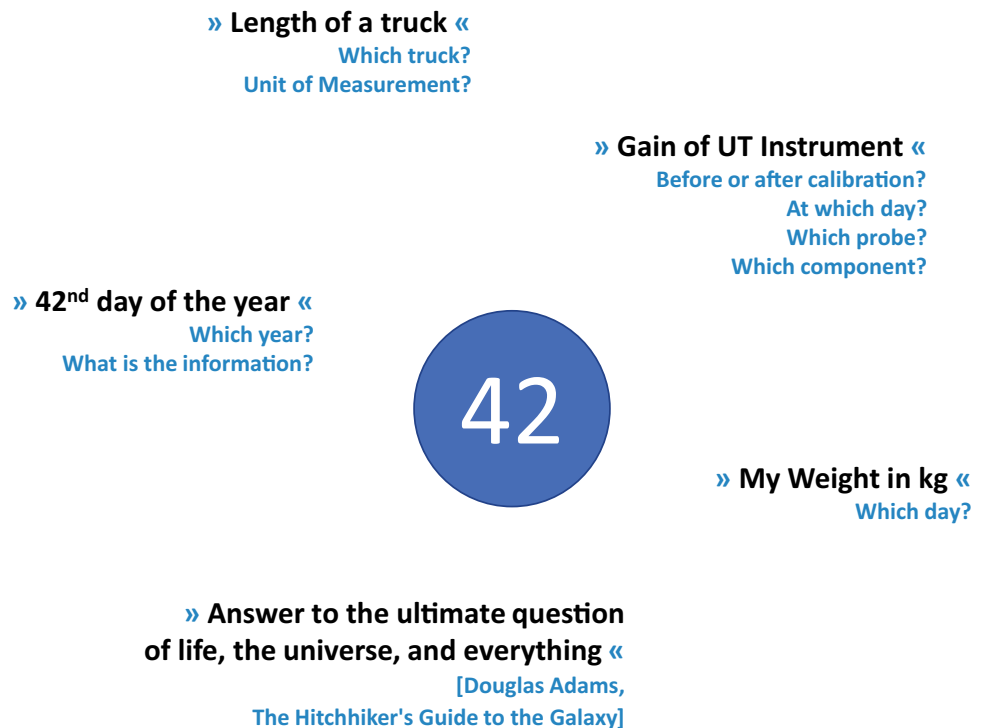 » Length of a truck «
Which truck?
Unit of Measurement?
» Gain of UT Instrument «
Before or after calibration?
At which day?
Which probe?
Which component?
» 42nd day of the year «
Which year?
What is the information?
42
» My Weight in kg «
Which day?
» Answer to the ultimate question
of life, the universe, and everything «
[Douglas Adams,
The Hitchhiker's Guide to the Galaxy]